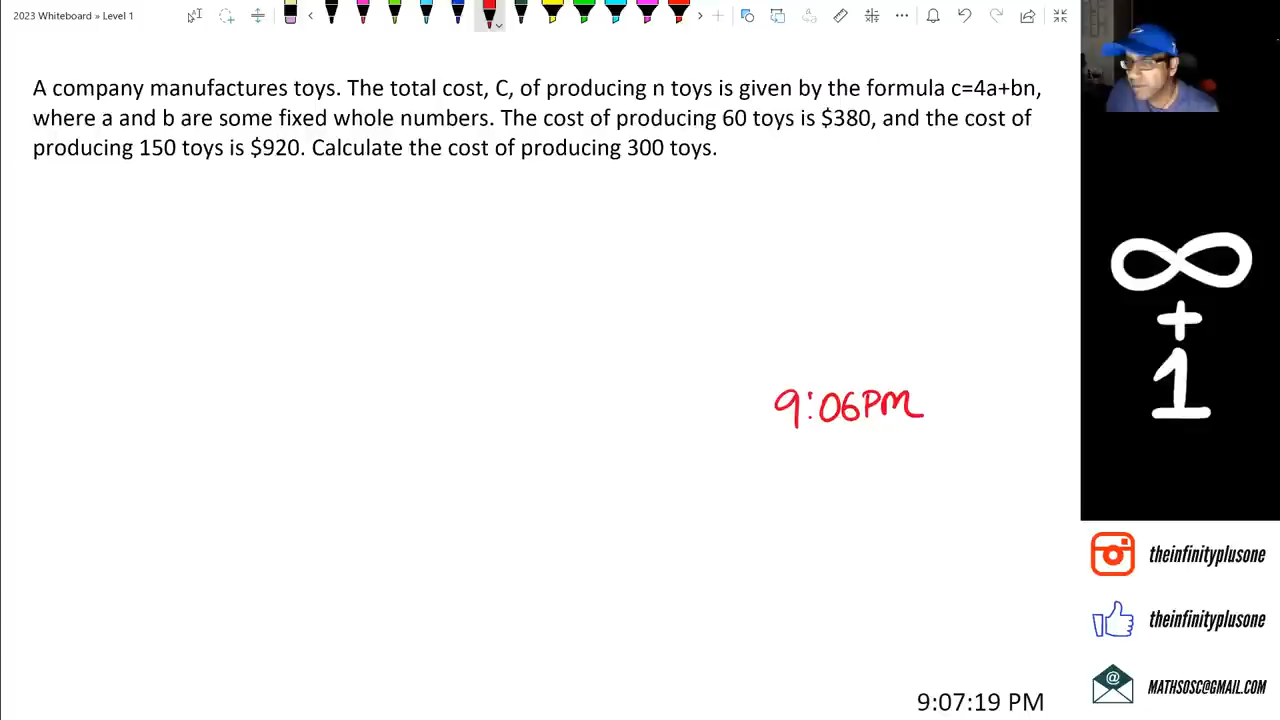 2023 Whiteboard » Level 1
A company manufactures toys. The total cost, C, of producing n toys is given by the formula c=4a+bn,
where a and b are some fixed whole numbers. The cost of producing 60 toys is $380, and the cost of
producing 150 toys is $920. Calculate the cost of producing 300 toys.
∞
+
1
9:06PM
theinfinityplusone
theinfinityplusone
MATHSOSC@GMAIL.COM
9:07:19 PM